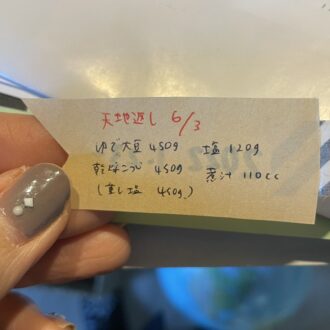 天地返し 6/3
ゆで大豆 450g 塩 120g
乾燥こうじ 450g 煮汁 110cc
(蒸し塩 450g)